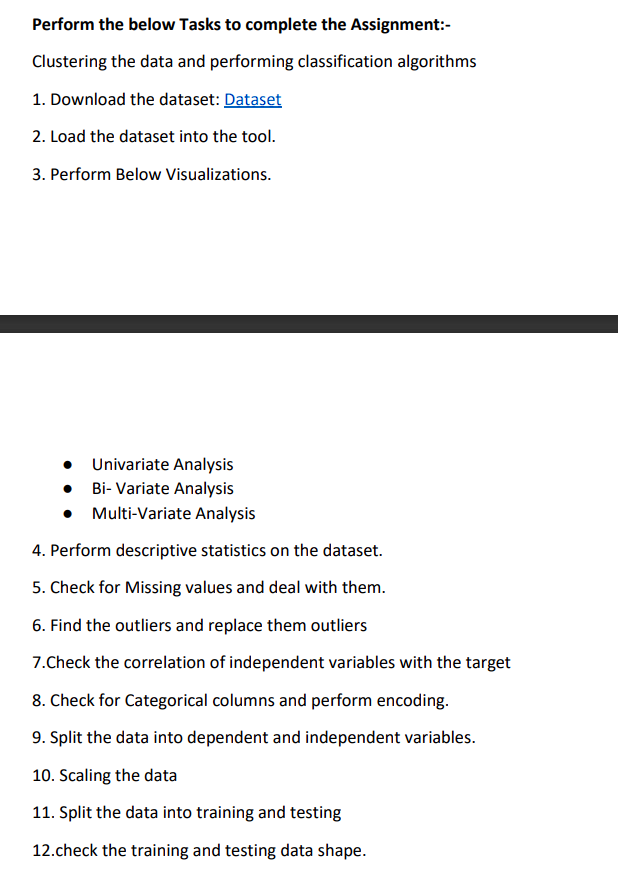 Perform the below Tasks to complete the Assignment:-
Clustering the data and performing classification algorithms
1. Download the dataset: Dataset
2. Load the dataset into the tool.
3. Perform Below Visualizations.
● Univariate Analysis
● Bi- Variate Analysis
● Multi-Variate Analysis
4. Perform descriptive statistics on the dataset.
5. Check for Missing values and deal with them.
6. Find the outliers and replace them outliers
7.Check the correlation of independent variables with the target
8. Check for Categorical columns and perform encoding.
9. Split the data into dependent and independent variables.
10. Scaling the data
11. Split the data into training and testing
12.check the training and testing data shape.